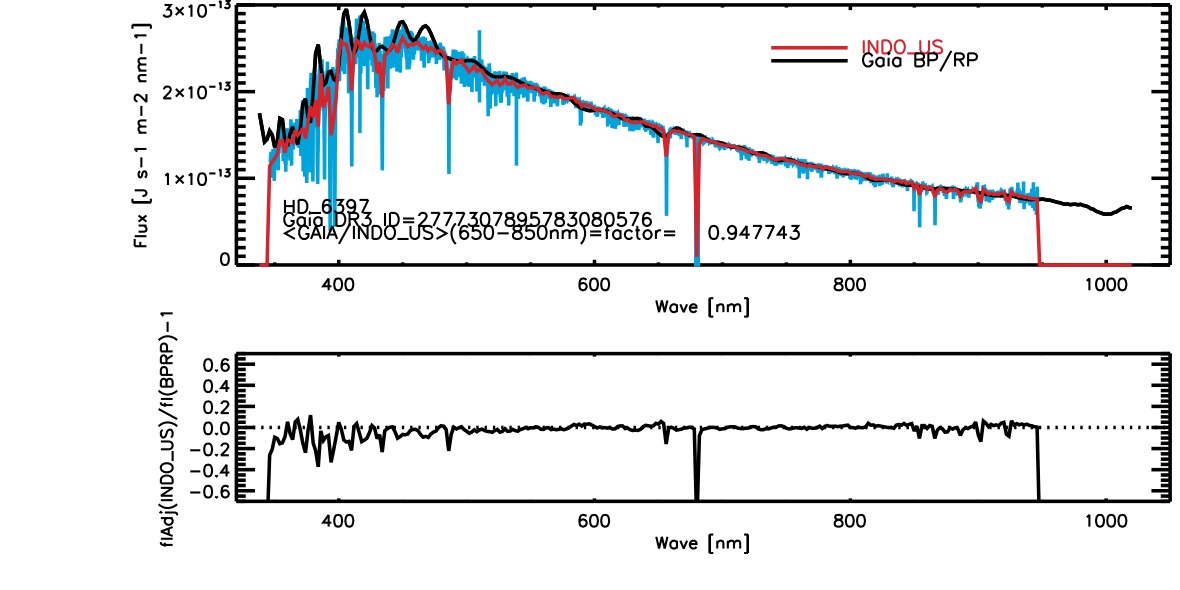 3×10−13
2×10−13
1×10−13
0
Flux [J s−1 m−2 nm−1]
INDO_US
Gaia BP/RP
HD_6397
Gaia DR3 ID=2777307895783080576
<GAIA/INDO_US>(650−850nm)=factor= 0.947743
400 600 800 1000
Wave [nm]
flAdj(INDO_US)/fl(BPRP)−1
0.6
0.4
0.2
0.0
−0.2
−0.4
−0.6
400 600 800 1000
Wave [nm]